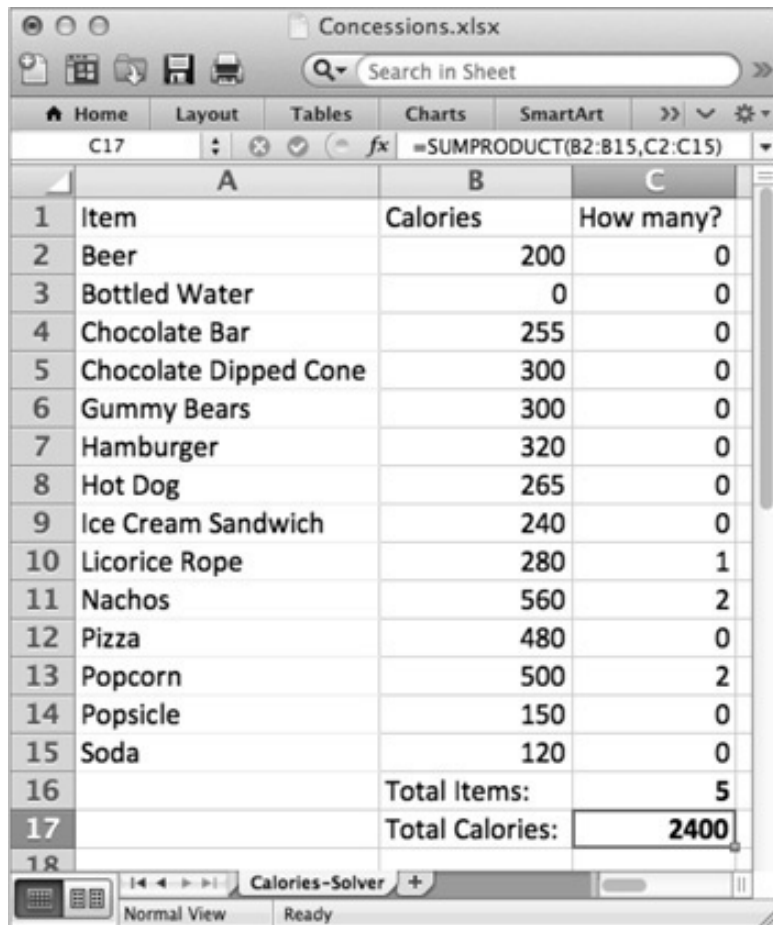 Concessions.xlsx
Search in Sheet
Home Layout Tables Charts SmartArt
C17 fx =SUMPRODUCT(B2:B15,C2:C15)
A B C
1 Item Calories How many?
2 Beer 200 0
3 Bottled Water 0 0
4 Chocolate Bar 255 0
5 Chocolate Dipped Cone 300 0
6 Gummy Bears 300 0
7 Hamburger 320 0
8 Hot Dog 265 0
9 Ice Cream Sandwich 240 0
10 Licorice Rope 280 1
11 Nachos 560 2
12 Pizza 480 0
13 Popcorn 500 2
14 Popsicle 150 0
15 Soda 120 0
16 Total Items: 5
17 Total Calories: 2400
18
Calories-Solver +
Normal View Ready